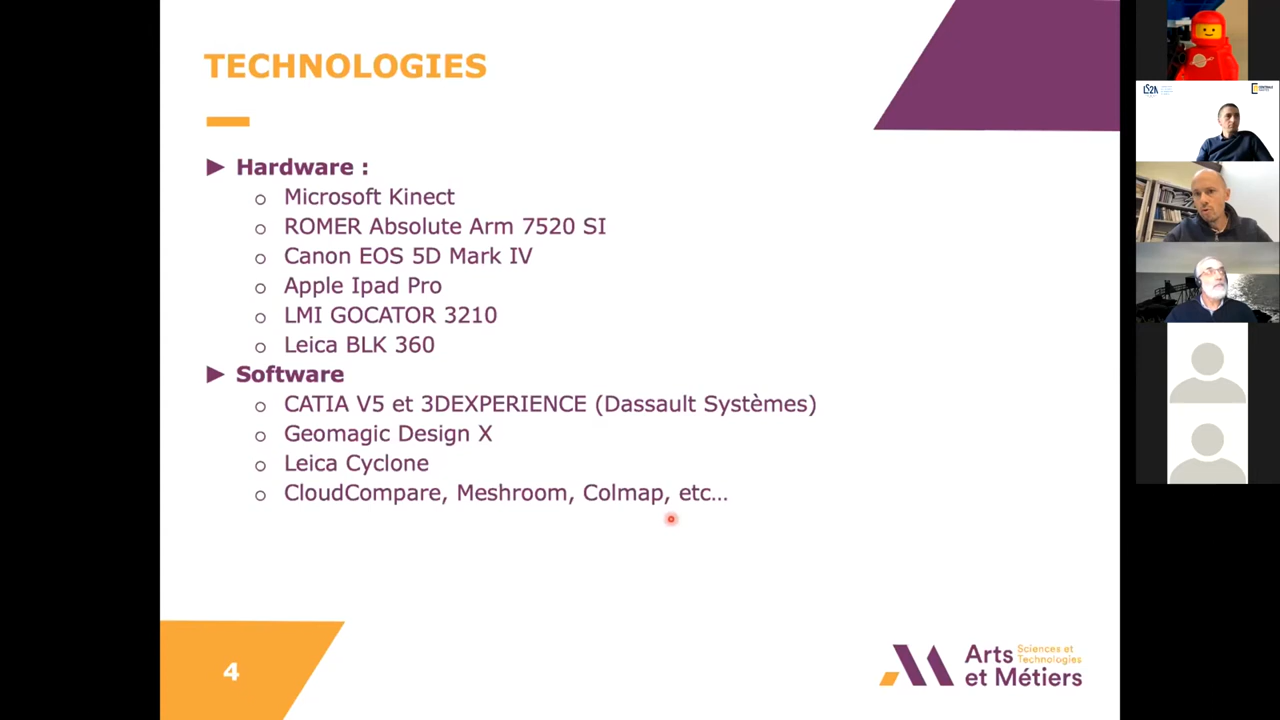 TECHNOLOGIES
► Hardware :
o Microsoft Kinect
o ROMER Absolute Arm 7520 SI
o Canon EOS 5D Mark IV
o Apple Ipad Pro
o LMI GOCATOR 3210
o Leica BLK 360
► Software
o CATIA V5 et 3DEXPERIENCE (Dassault Systèmes)
o Geomagic Design X
o Leica Cyclone
o CloudCompare, Meshroom, Colmap, etc…
4
Arts et Métiers
Sciences et
Technologies